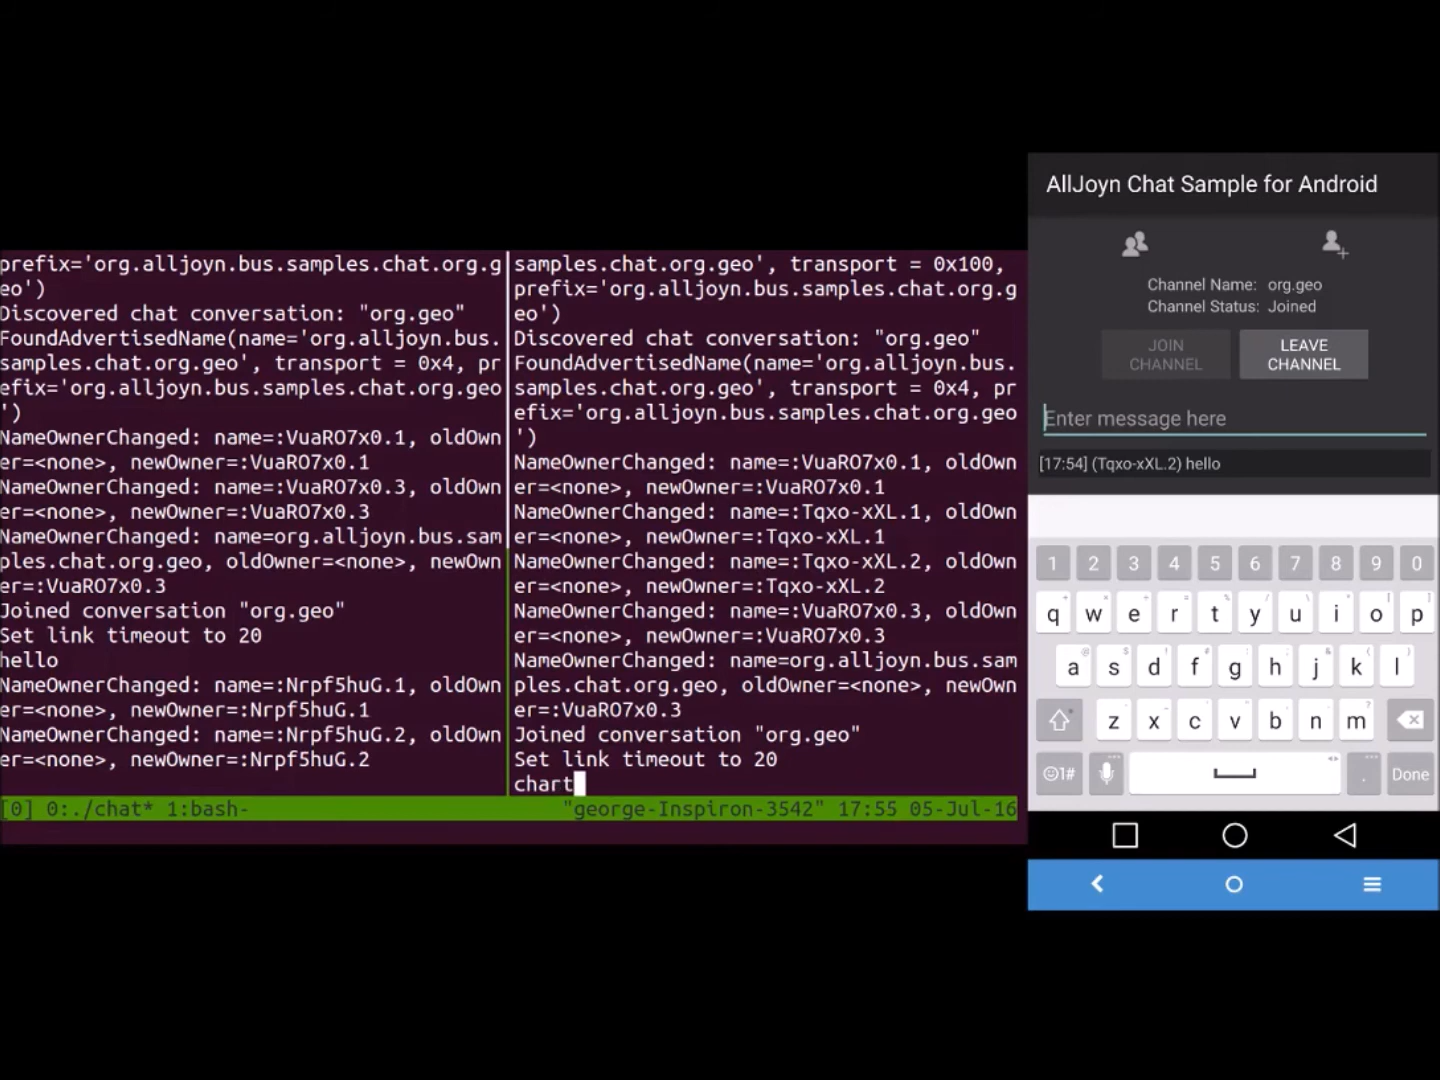 prefix='org.alljoyn.bus.samples.chat.org.g
eo')
Discovered chat conversation: "org.geo"
FoundAdvertisedName(name='org.alljoyn.bus.
samples.chat.org.geo', transport = 0x4, pr
efix='org.alljoyn.bus.samples.chat.org.geo
')
NameOwnerChanged: name=:VuaRO7x0.1, oldOwn
er=<none>, newOwner=:VuaRO7x0.1
NameOwnerChanged: name=:VuaRO7x0.3, oldOwn
er=<none>, newOwner=:VuaRO7x0.3
NameOwnerChanged: name=org.alljoyn.bus.sam
ples.chat.org.geo, oldOwner=<none>, newOwn
er=:VuaRO7x0.3
Joined conversation "org.geo"
Set link timeout to 20
hello
NameOwnerChanged: name=:Nrpf5huG.1, oldOwn
er=<none>, newOwner=:Nrpf5huG.1
NameOwnerChanged: name=:Nrpf5huG.2, oldOwn
er=<none>, newOwner=:Nrpf5huG.2
samples.chat.org.geo', transport = 0x100,
prefix='org.alljoyn.bus.samples.chat.org.g
eo')
Discovered chat conversation: "org.geo"
FoundAdvertisedName(name='org.alljoyn.bus.
samples.chat.org.geo', transport = 0x4, pr
efix='org.alljoyn.bus.samples.chat.org.geo
')
NameOwnerChanged: name=:VuaRO7x0.1, oldOwn
er=<none>, newOwner=:VuaRO7x0.1
NameOwnerChanged: name=:Tqxo-xXL.1, oldOwn
er=<none>, newOwner=:Tqxo-xXL.1
NameOwnerChanged: name=:Tqxo-xXL.2, oldOwn
er=<none>, newOwner=:Tqxo-xXL.2
NameOwnerChanged: name=:VuaRO7x0.3, oldOwn
er=<none>, newOwner=:VuaRO7x0.3
NameOwnerChanged: name=org.alljoyn.bus.sam
ples.chat.org.geo, oldOwner=<none>, newOwn
er=:VuaRO7x0.3
Joined conversation "org.geo"
Set link timeout to 20
chart
[0] 0:./chat* 1:bash- "george-Inspiron-3542" 17:55 05-Jul-16
AllJoyn Chat Sample for Android
Channel Name: org.geo
Channel Status: Joined
JOIN
CHANNEL
LEAVE
CHANNEL
Enter message here
[17:54] (Tqxo-xXL.2) hello
1 2 3 4 5 6 7 8 9 0
q w e r t y u i o p
a s d f g h j k l
z x c v b n m
☺1# . Done